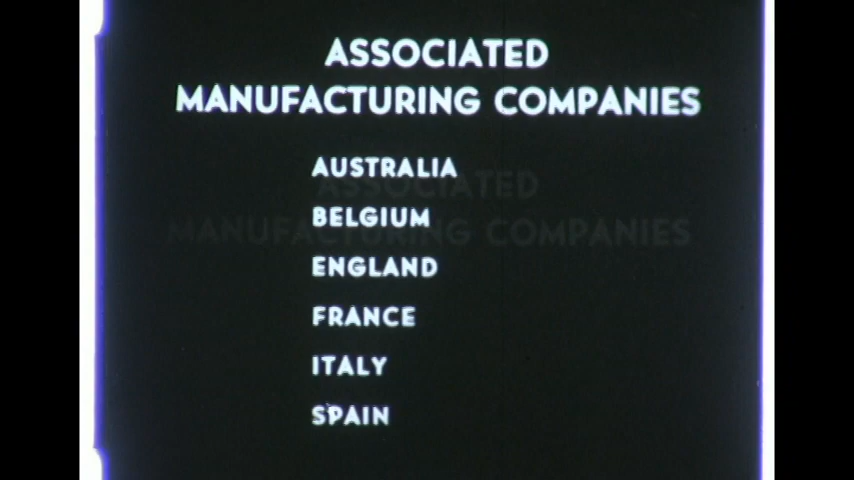 ASSOCIATED
MANUFACTURING COMPANIES
AUSTRALIA
BELGIUM
ENGLAND
FRANCE
ITALY
SPAIN